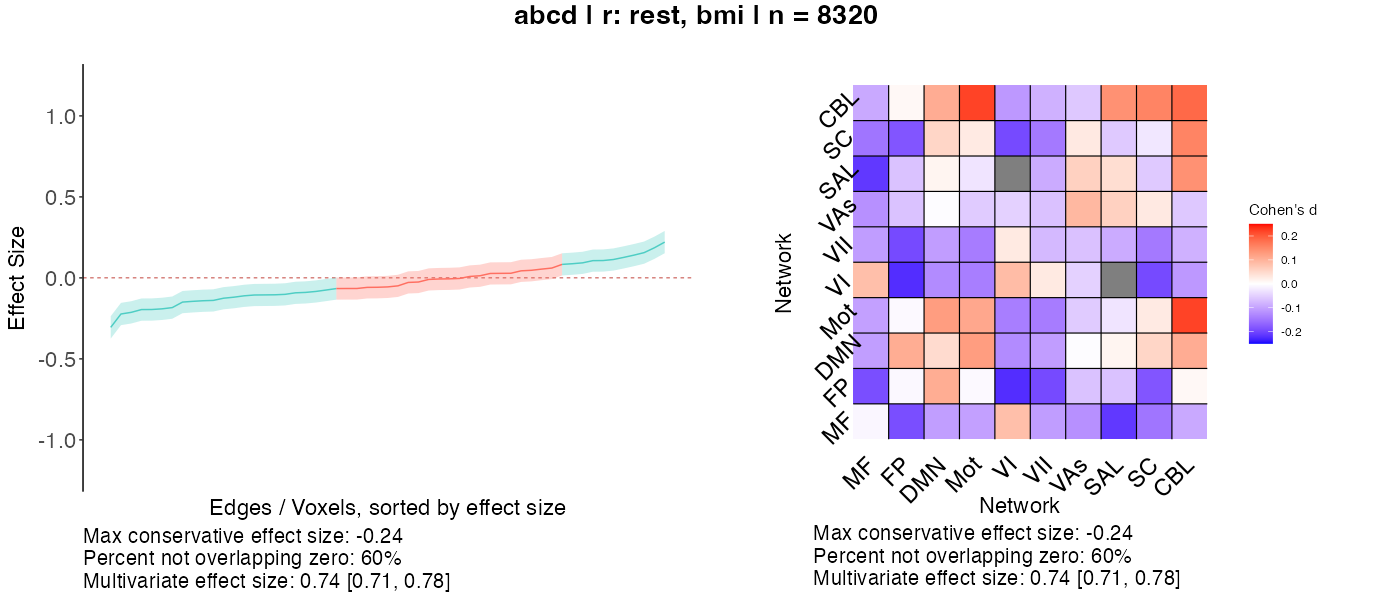 abcd | r: rest, bmi | n = 8320
Effect Size
1.0
0.5
0.0
-0.5
-1.0
Edges / Voxels, sorted by effect size
Max conservative effect size: -0.24
Percent not overlapping zero: 60%
Multivariate effect size: 0.74 [0.71, 0.78]
Network
CBL
SC
SAL
VAs
VII
VI
Mot
DMN
FP
MF
MF
FP
DMN
Mot
VI
VII
VAs
SAL
SC
CBL
Network
Max conservative effect size: -0.24
Percent not overlapping zero: 60%
Multivariate effect size: 0.74 [0.71, 0.78]
Cohen's d
0.2
0.1
0.0
-0.1
-0.2